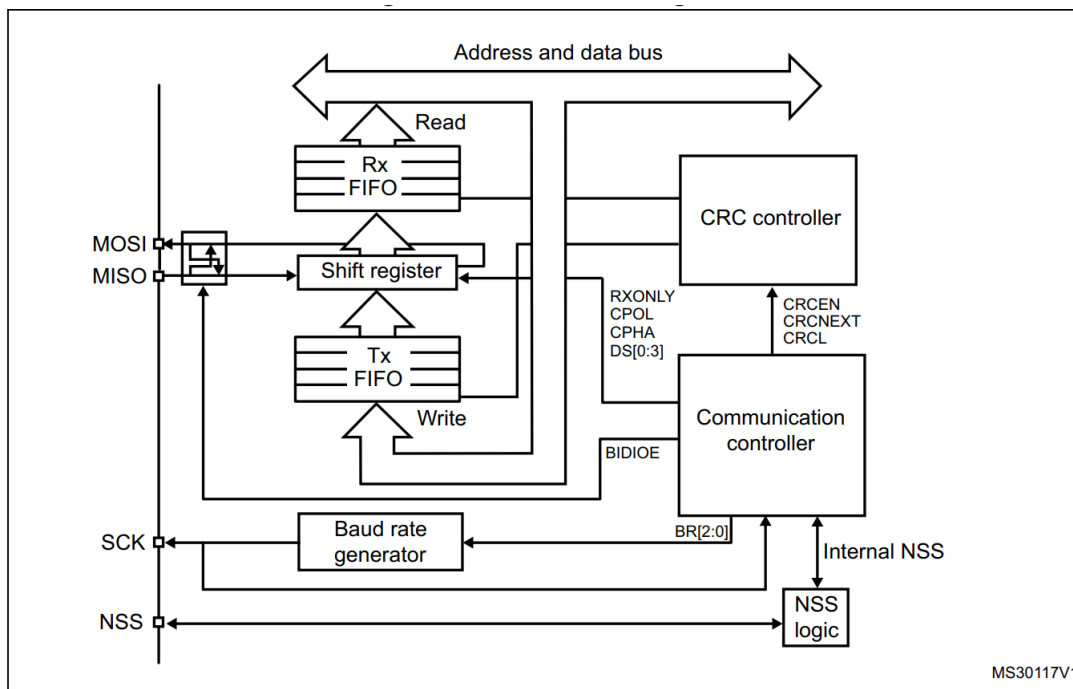 Address and data bus
Read
Rx
FIFO
CRC controller
MOSI
MISO
Shift register
RXONLY
CPOL
CPHA
DS[0:3]
CRCEN
CRCNEXT
CRCL
Tx
FIFO
Write
Communication
controller
BIDIOE
BR[2:0]
SCK
Baud rate
generator
Internal NSS
NSS
NSS
logic